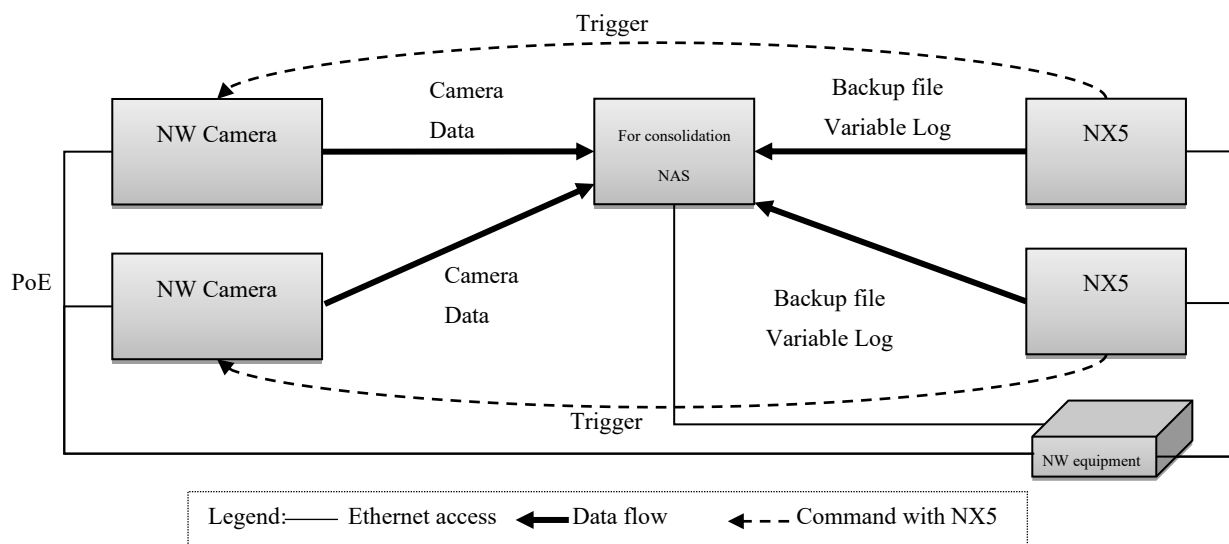 Trigger
NW Camera
Camera
Data
For consolidation
NAS
Backup file
Variable Log
NX5
PoE
NW Camera
Camera
Data
Backup file
Variable Log
NX5
Trigger
NW equipment
Legend: Ethernet access Data flow Command with NX5